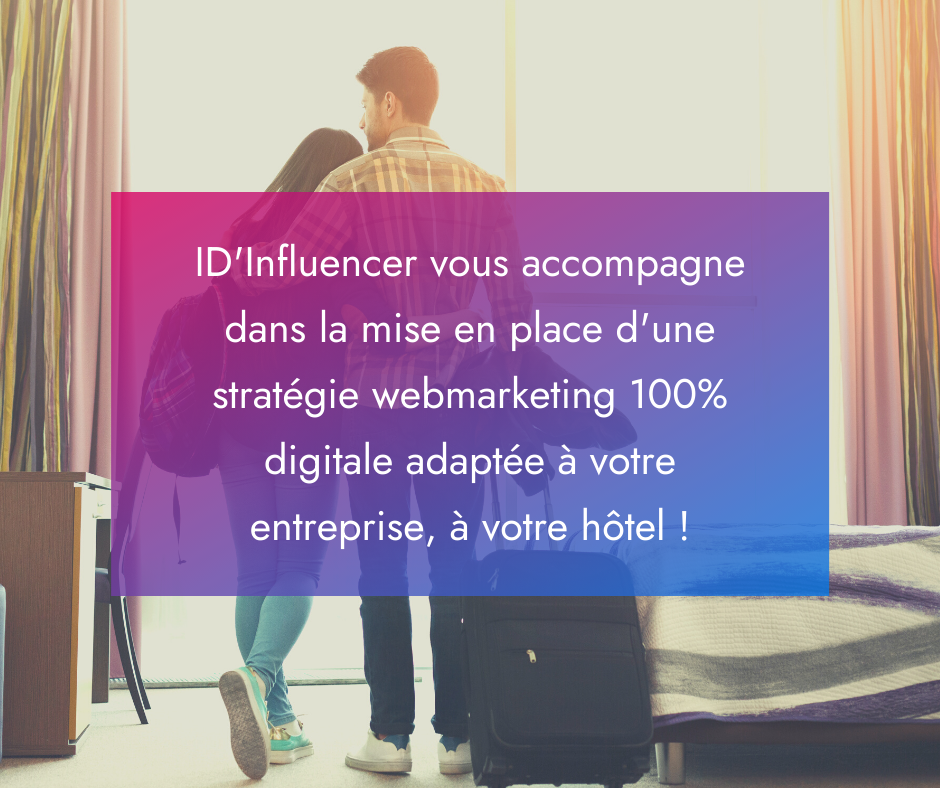 ID'Influencer vous accompagne
dans la mise en place d'une
stratégie webmarketing 100%
digitale adaptée à votre
entreprise, à votre hôtel !